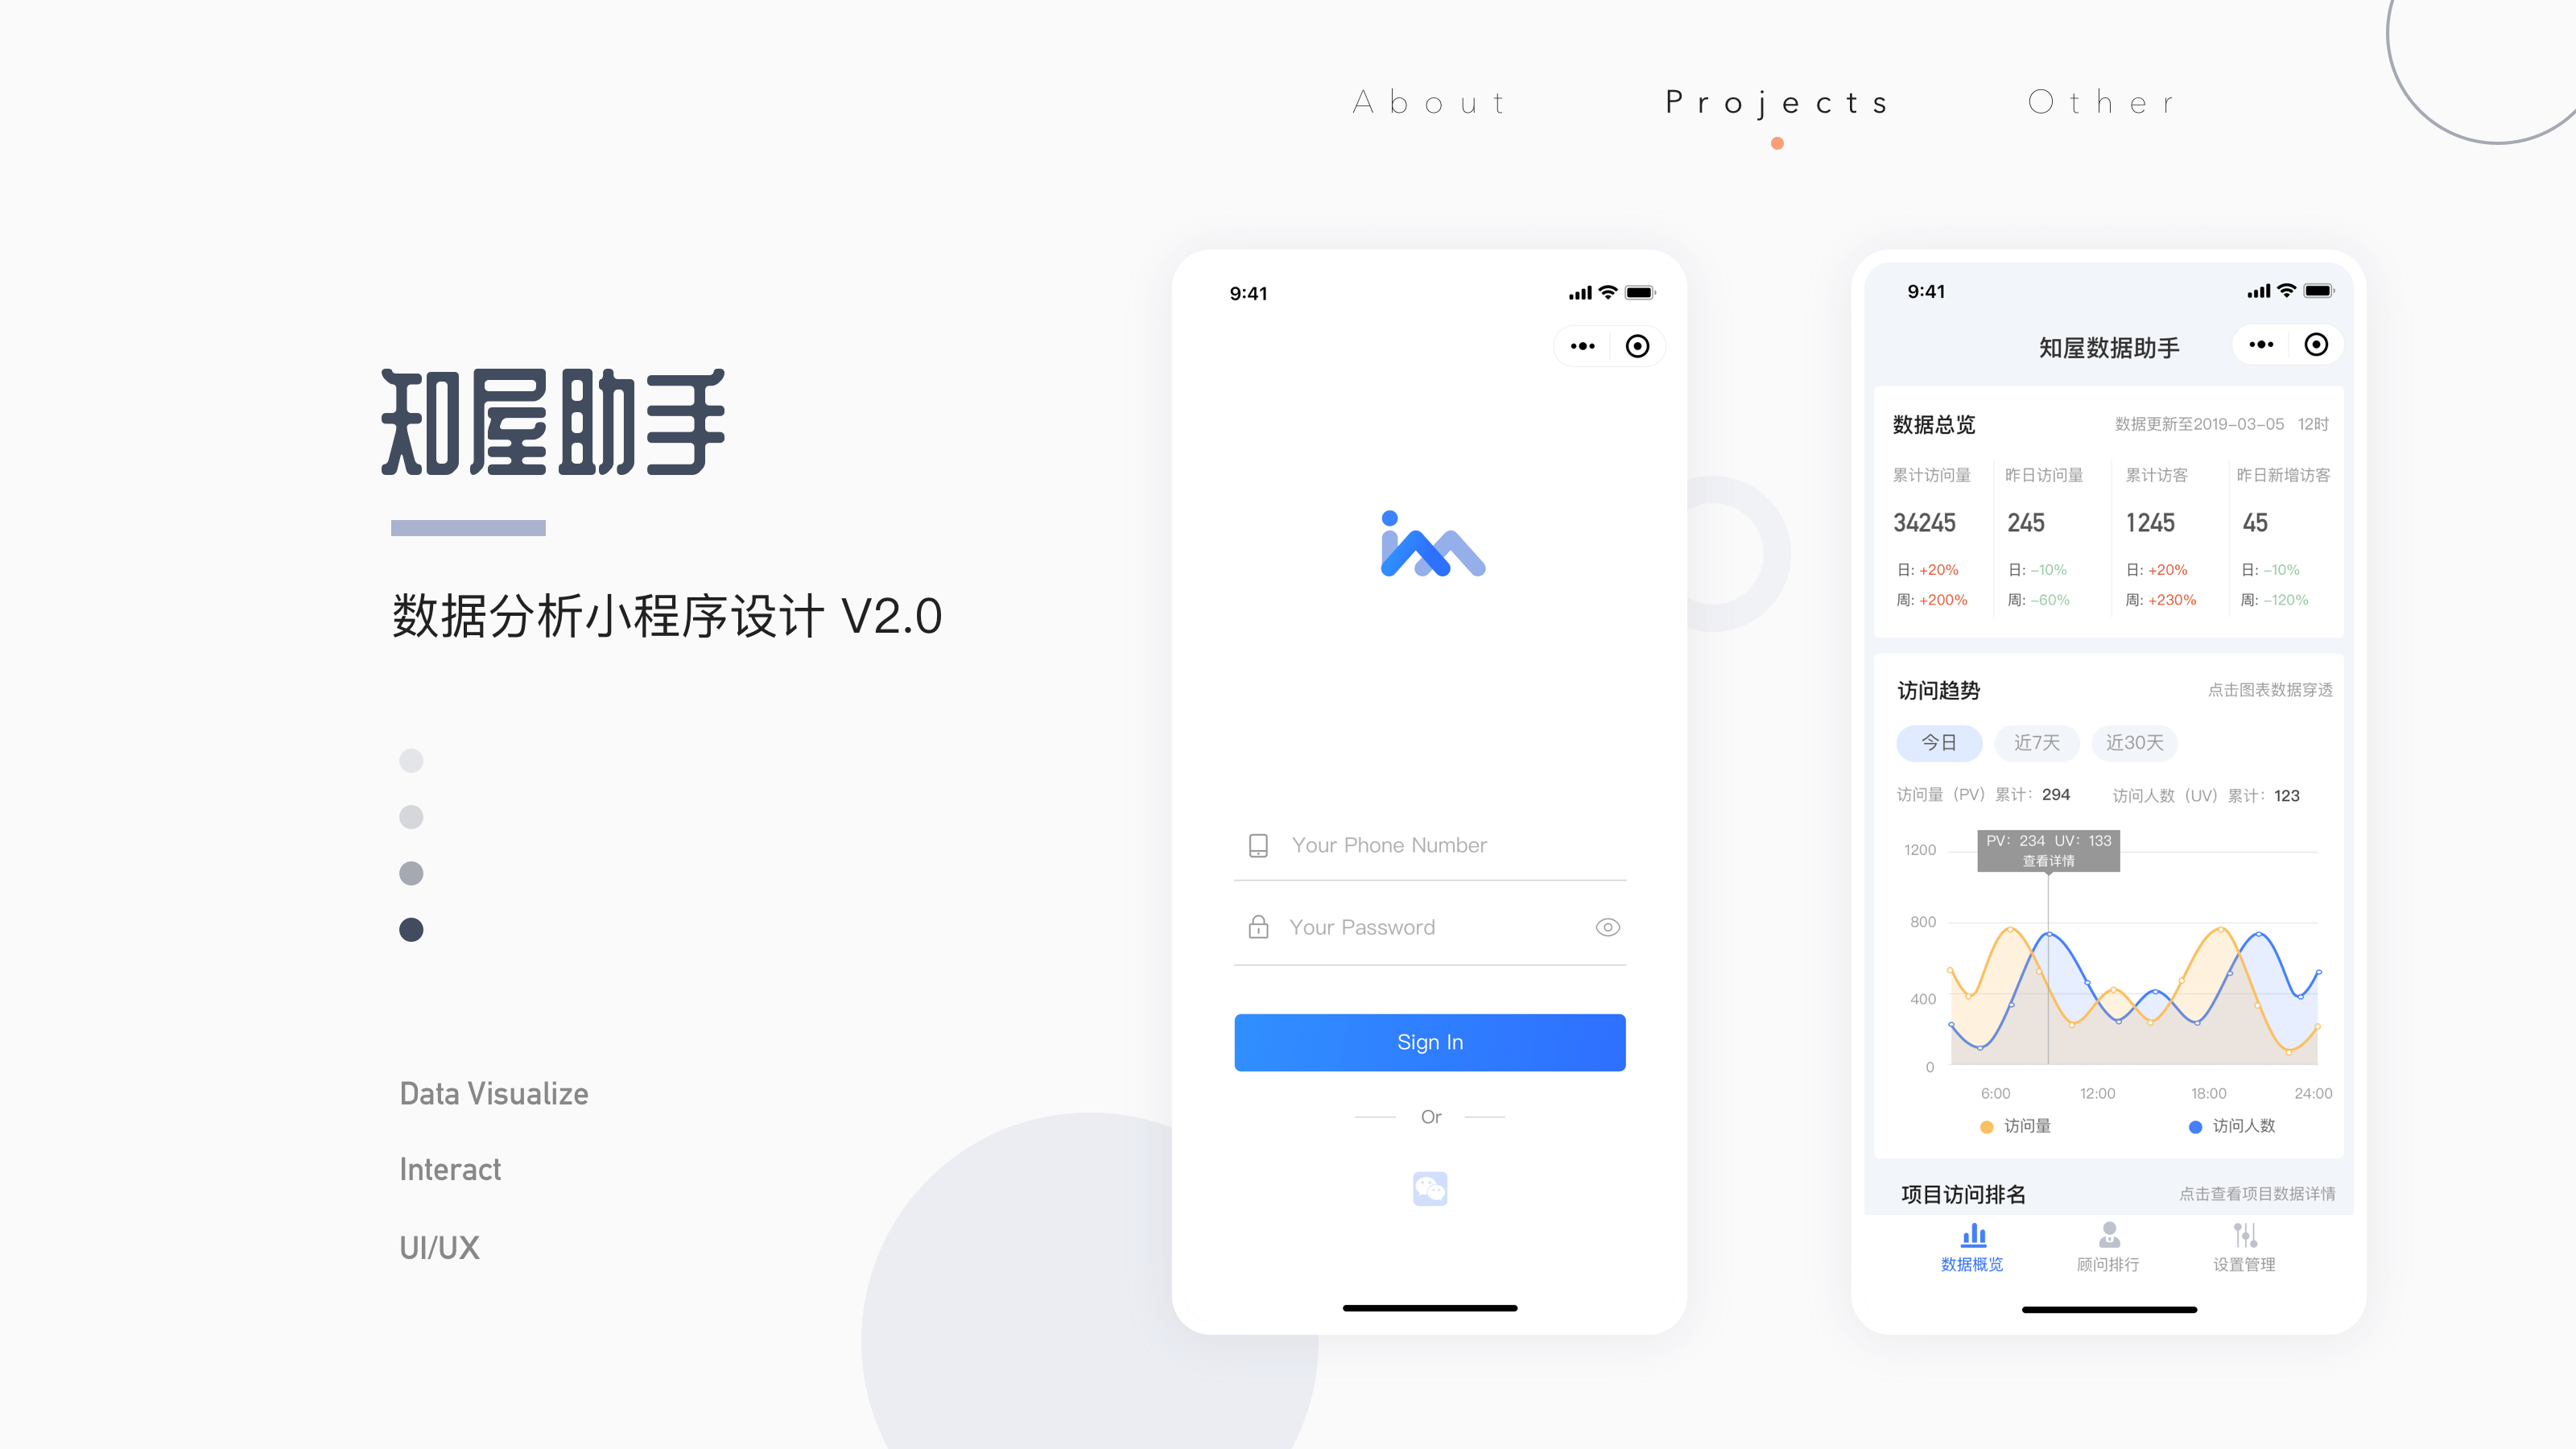 About Projects Other
知屋助手
数据分析小程序设计 V2.0
Data Visualize
Interact
UI/UX
9:41
im
Your Phone Number
Your Password
Sign In
Or
9:41
知屋数据助手
数据总览 数据更新至2019-03-05 12时
累计访问量 昨日访问量 累计访客 昨日新增访客
34245 245 1245 45
日: +20% 日: -10% 日: +20% 日: -10%
周: +200% 周: -60% 周: +230% 周: -120%
访问趋势 点击图表数据穿透
今日 近7天 近30天
访问量（PV）累计：294 访问人数（UV）累计：123
PV：234 UV：133
查看详情
1200
800
400
0
6:00 12:00 18:00 24:00
访问量 访问人数
项目访问排名 点击查看项目数据详情
数据概览 顾问排行 设置管理